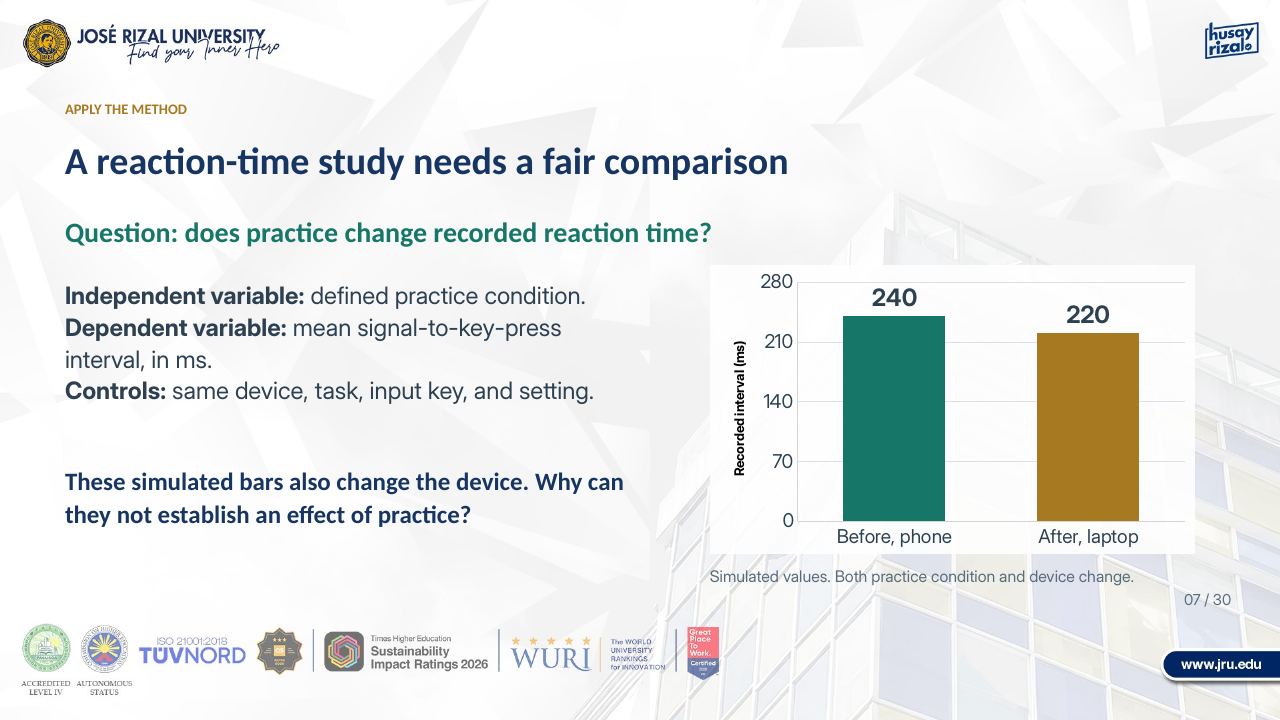 JOSÉ RIZAL UNIVERSITY
Find your Inner Hero
husay
rizal
APPLY THE METHOD
A reaction-time study needs a fair comparison
Question: does practice change recorded reaction time?
Independent variable: defined practice condition.
Dependent variable: mean signal-to-key-press
interval, in ms.
Controls: same device, task, input key, and setting.
These simulated bars also change the device. Why can
they not establish an effect of practice?
Recorded interval (ms)
280
210
140
70
0
240
220
Before, phone
After, laptop
Simulated values. Both practice condition and device change.
07 / 30
ACCREDITED
LEVEL IV
AUTONOMOUS
STATUS
ISO 21001:2018
TÜVNORD
Times Higher Education
Sustainability
Impact Ratings 2026
WURI
The WORLD
UNIVERSITY
RANKINGS
for INNOVATION
Great
Place
To
Work.
Certified
www.jru.edu